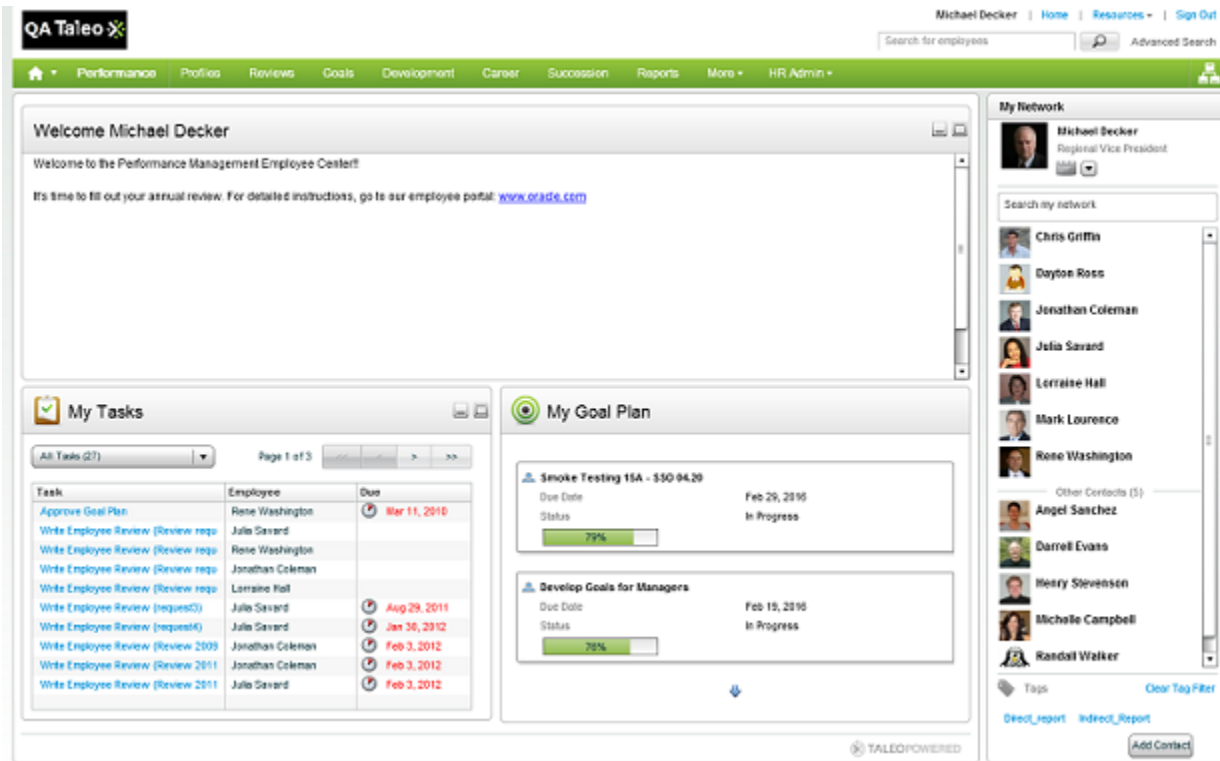 QA Taleo
Michael Decker | Home | Resources | Sign Out
Search for employees
Advanced Search
Performance Profiles Reviews Goals Development Career Succession Reports More HR Admin
Welcome Michael Decker
Welcome to the Performance Management Employee Center!!
It's time to fill out your annual review. For detailed instructions, go to our employee portal: www.oracle.com
My Tasks
All Tasks (27)
Page 1 of 3
<< < > >>
Task Employee Due
Approve Goal Plan Rene Washington Mar 11, 2010
Write Employee Review (Review requ Julia Savard
Write Employee Review (Review requ Rene Washington
Write Employee Review (Review requ Jonathan Coleman
Write Employee Review (Review requ Lorraine Hall
Write Employee Review (request3) Julia Savard Aug 29, 2011
Write Employee Review (request4) Julia Savard Jan 30, 2012
Write Employee Review (Review 2009 Jonathan Coleman Feb 3, 2012
Write Employee Review (Review 2011 Jonathan Coleman Feb 3, 2012
Write Employee Review (Review 2011 Julia Savard Feb 3, 2012
My Goal Plan
Smoke Testing 15A - SSO 04.20
Due Date Feb 29, 2016
Status In Progress
79%
Develop Goals for Managers
Due Date Feb 19, 2016
Status In Progress
76%
TALEOPOWERED
My Network
Michael Decker
Regional Vice President
Search my network
Chris Griffin
Dayton Ross
Jonathan Coleman
Julia Savard
Lorraine Hall
Mark Laurence
Rene Washington
Other Contacts (5)
Angel Sanchez
Darrell Evans
Henry Stevenson
Michelle Campbell
Randall Walker
Tags Clear Tag Filter
Direct_report Indirect_Report
Add Contact